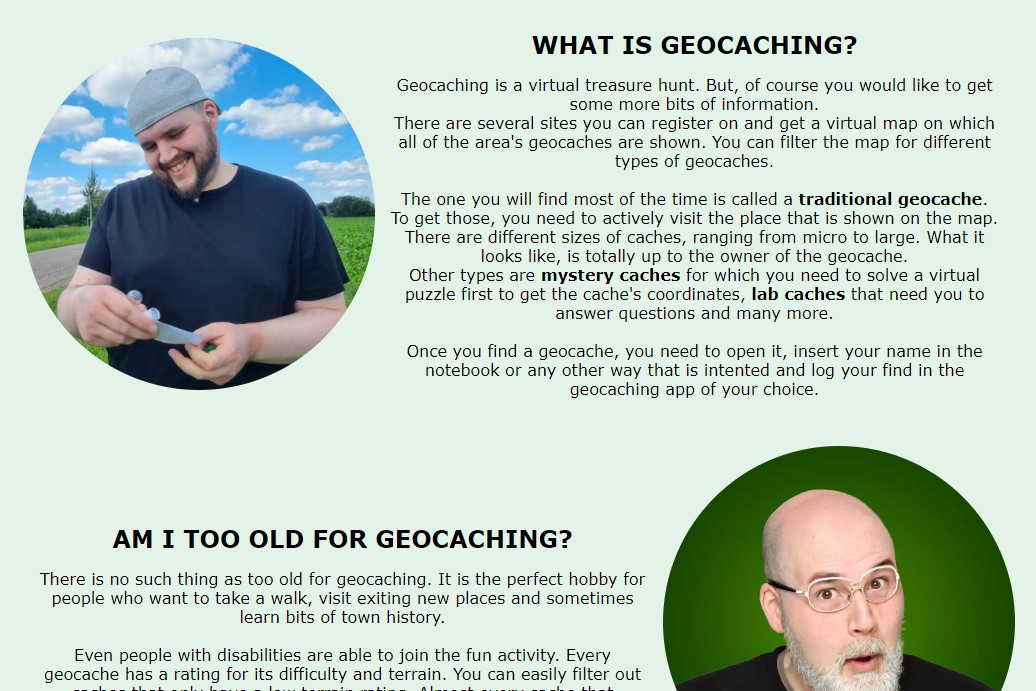 WHAT IS GEOCACHING?
Geocaching is a virtual treasure hunt. But, of course you would like to get
some more bits of information.
There are several sites you can register on and get a virtual map on which
all of the area's geocaches are shown. You can filter the map for different
types of geocaches.
The one you will find most of the time is called a traditional geocache.
To get those, you need to actively visit the place that is shown on the map.
There are different sizes of caches, ranging from micro to large. What it
looks like, is totally up to the owner of the geocache.
Other types are mystery caches for which you need to solve a virtual
puzzle first to get the cache's coordinates, lab caches that need you to
answer questions and many more.
Once you find a geocache, you need to open it, insert your name in the
notebook or any other way that is intented and log your find in the
geocaching app of your choice.
AM I TOO OLD FOR GEOCACHING?
There is no such thing as too old for geocaching. It is the perfect hobby for
people who want to take a walk, visit exiting new places and sometimes
learn bits of town history.
Even people with disabilities are able to join the fun activity. Every
geocache has a rating for its difficulty and terrain. You can easily filter out
caches that only have a low terrain rating. Almost every cache that